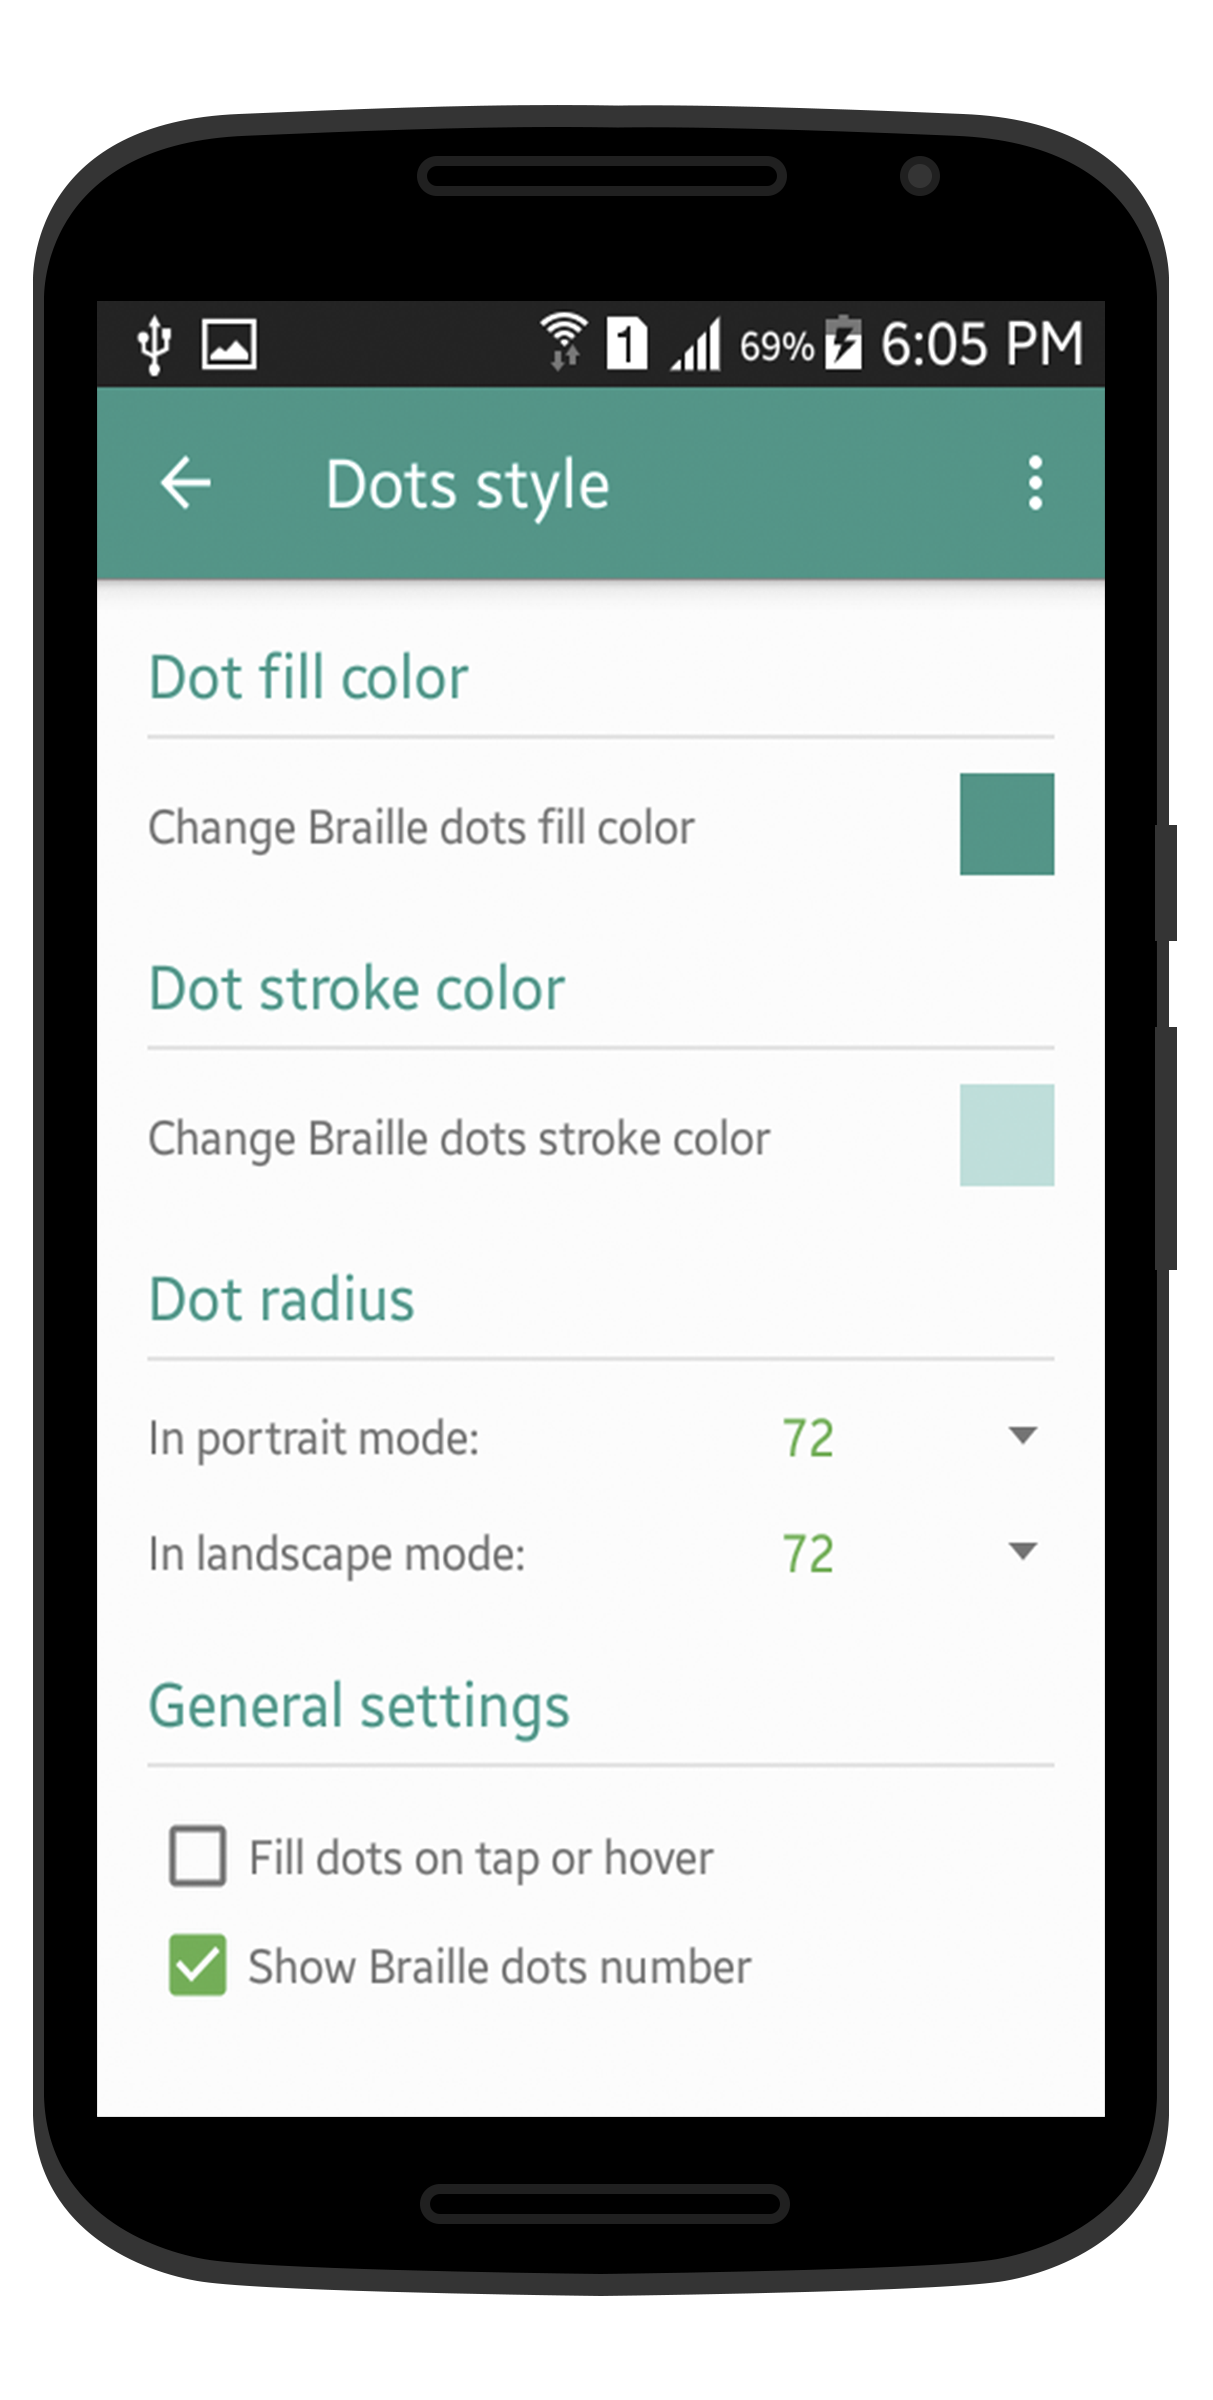 1 69% 6:05 PM
Dots style
Dot fill color
Change Braille dots fill color
Dot stroke color
Change Braille dots stroke color
Dot radius
In portrait mode: 72
In landscape mode: 72
General settings
Fill dots on tap or hover
Show Braille dots number